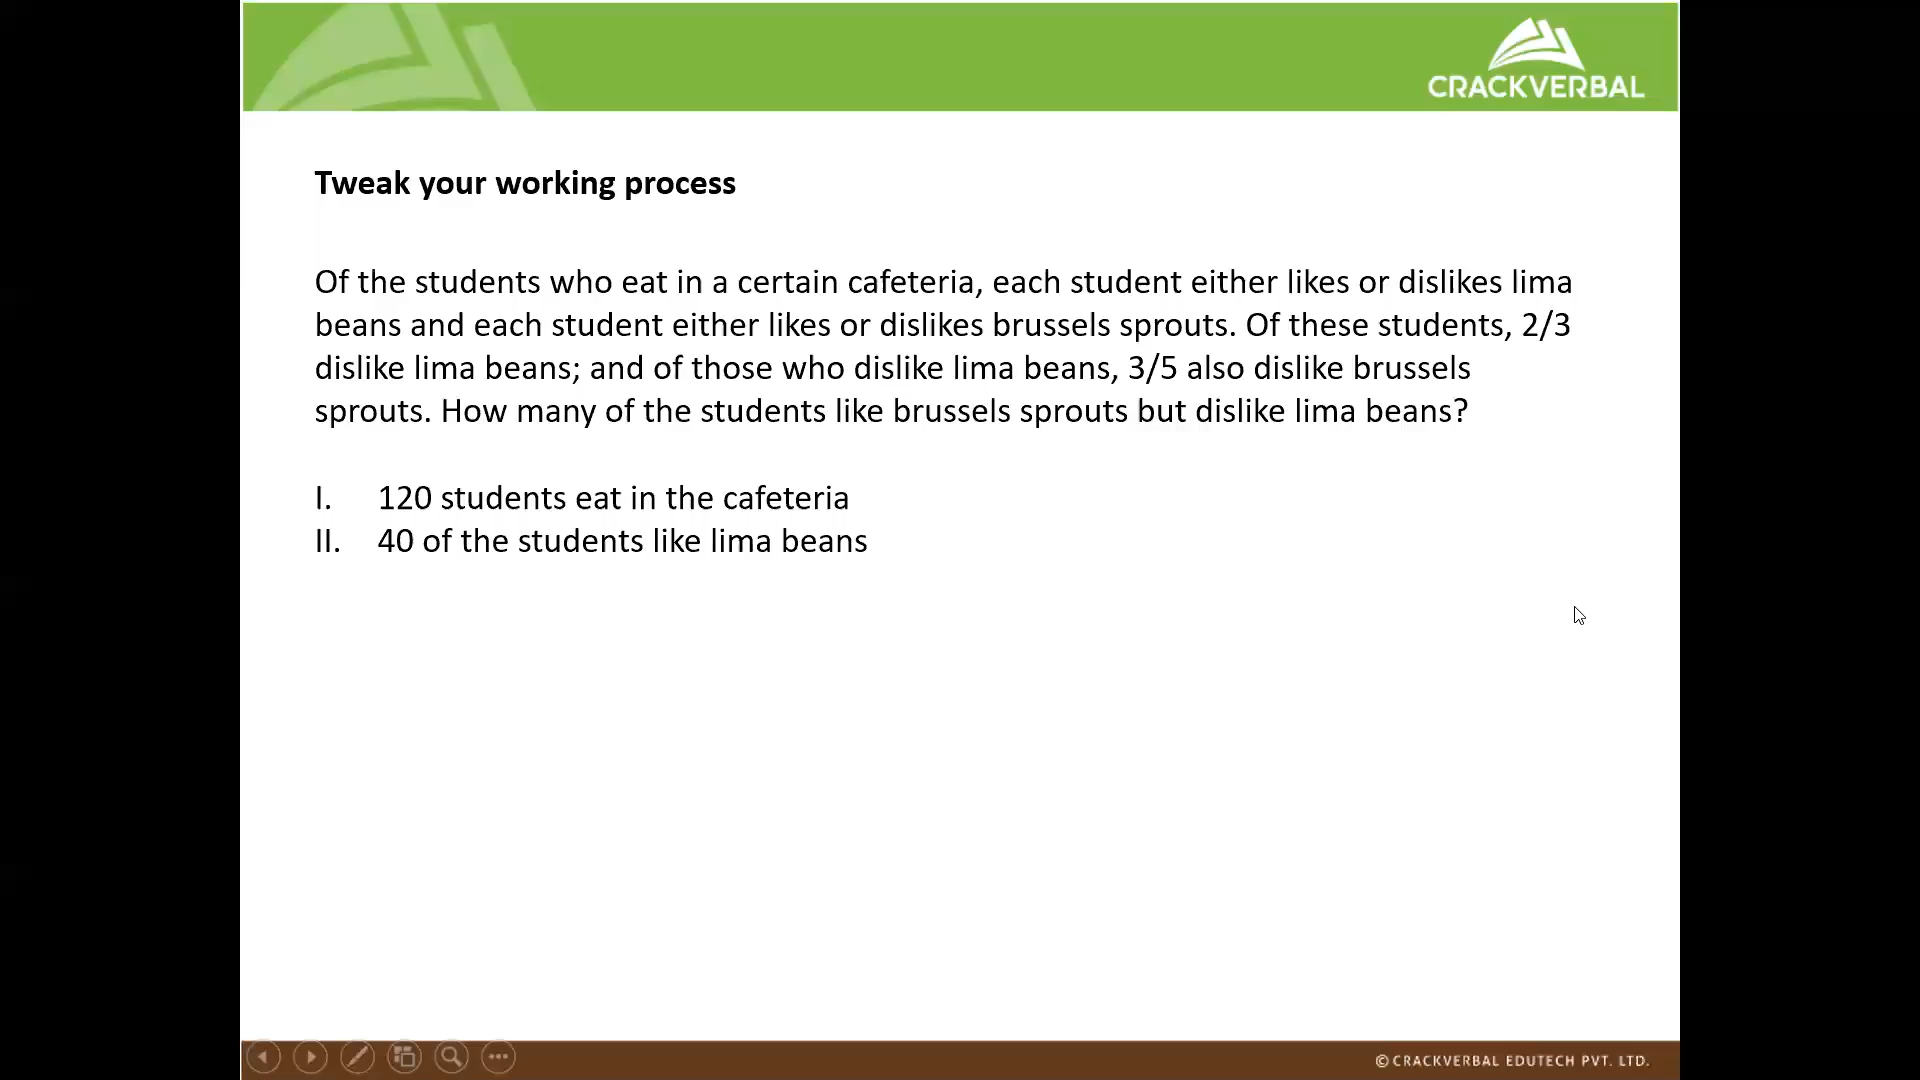 CRACKVERBAL
Tweak your working process
Of the students who eat in a certain cafeteria, each student either likes or dislikes lima
beans and each student either likes or dislikes brussels sprouts. Of these students, 2/3
dislike lima beans; and of those who dislike lima beans, 3/5 also dislike brussels
sprouts. How many of the students like brussels sprouts but dislike lima beans?
I. 120 students eat in the cafeteria
II. 40 of the students like lima beans
©CRACKVERBAL EDUTECH PVT. LTD.